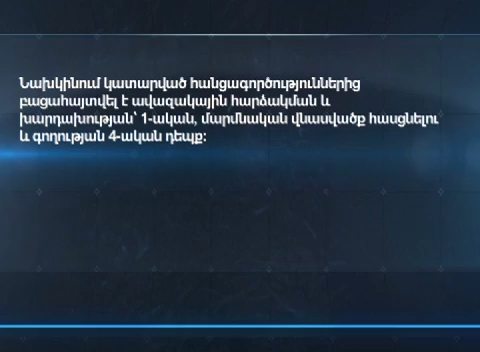 Նախկինում կատարված հանցագործություններից
բացահայտվել է ավազակային հարձակման և
խարդախության՝ 1-ական, մարմնական վնասվածք հասցնելու
և գողության 4-ական դեպք: